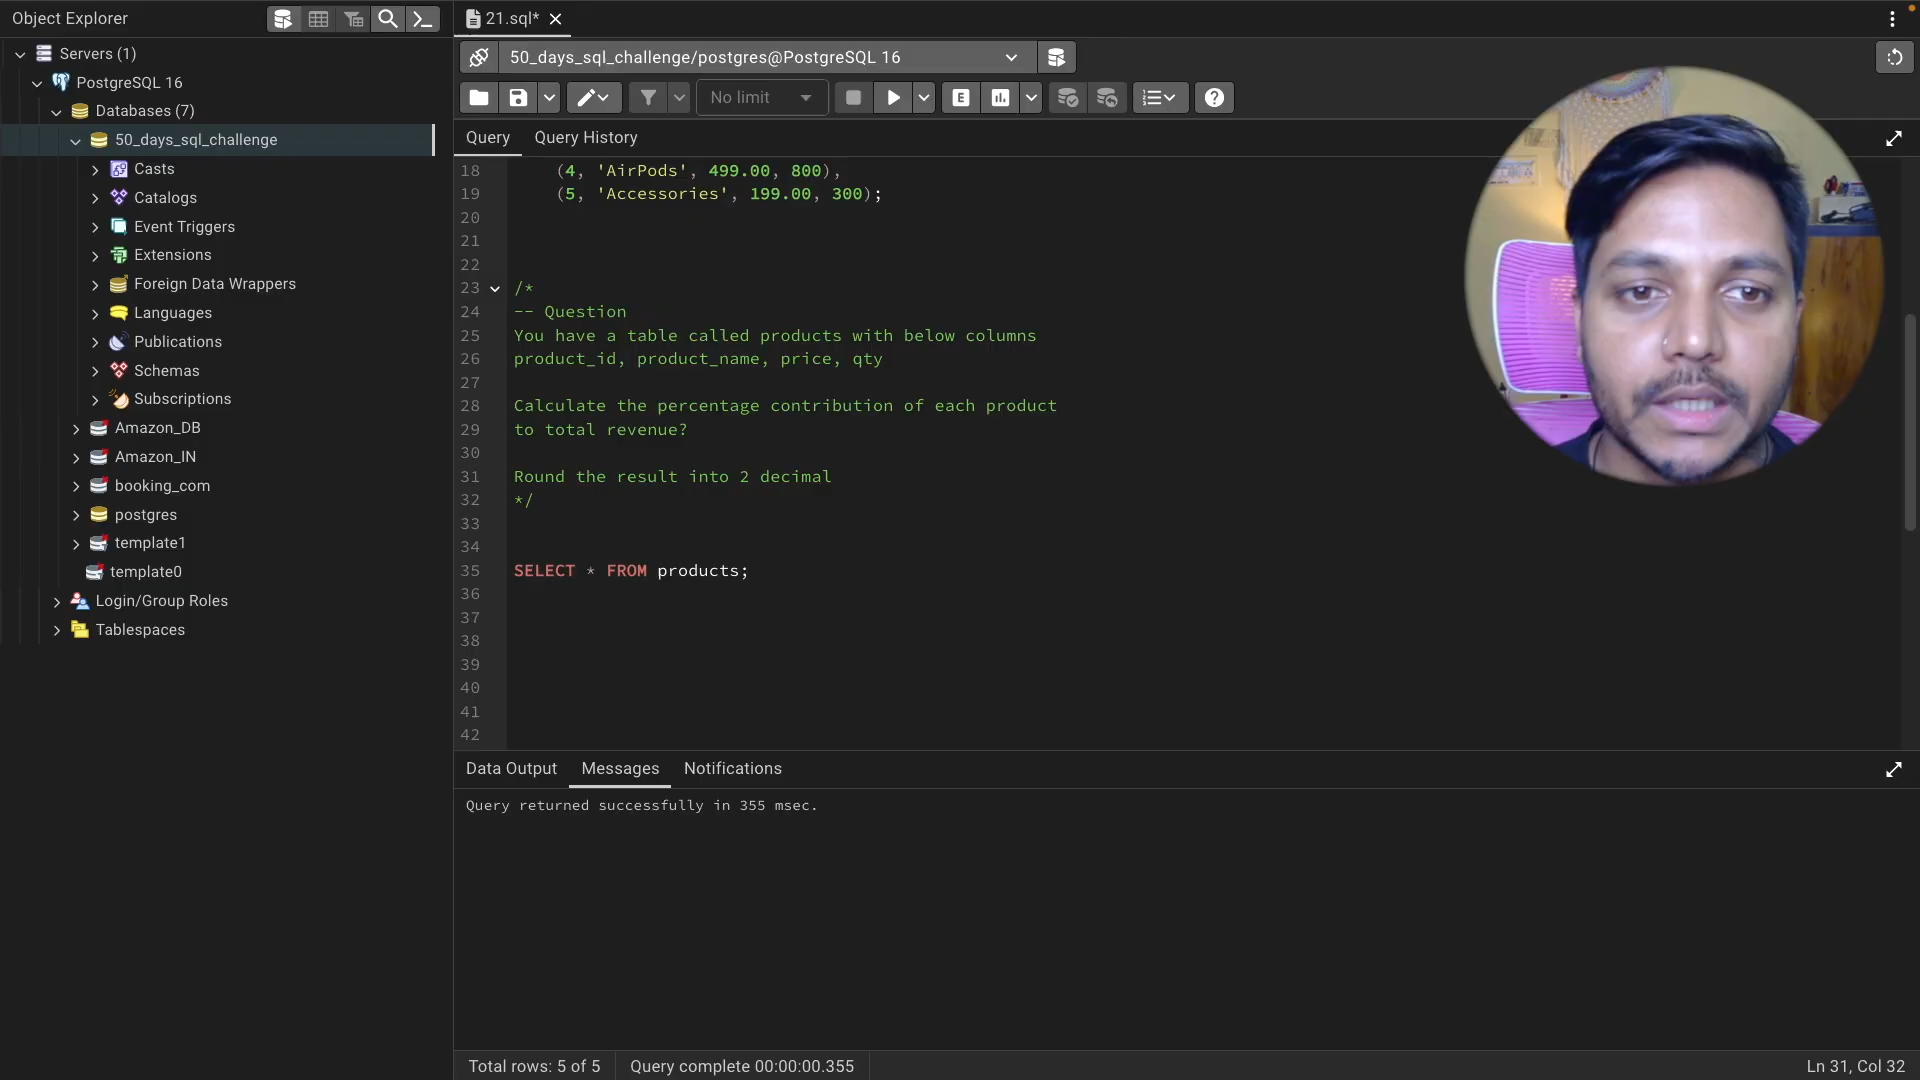 Object Explorer
21.sql*
Servers (1)
PostgreSQL 16
Databases (7)
50_days_sql_challenge
Casts
Catalogs
Event Triggers
Extensions
Foreign Data Wrappers
Languages
Publications
Schemas
Subscriptions
Amazon_DB
Amazon_IN
booking_com
postgres
template1
template0
Login/Group Roles
Tablespaces
50_days_sql_challenge/postgres@PostgreSQL 16
No limit
E
Query
Query History
18 (4, 'AirPods', 499.00, 800),
19 (5, 'Accessories', 199.00, 300);
20
21
22
23 /*
24 -- Question
25 You have a table called products with below columns
26 product_id, product_name, price, qty
27
28 Calculate the percentage contribution of each product
29 to total revenue?
30
31 Round the result into 2 decimal
32 */
33
34
35 SELECT * FROM products;
36
37
38
39
40
41
42
Data Output
Messages
Notifications
Query returned successfully in 355 msec.
Total rows: 5 of 5
Query complete 00:00:00.355
Ln 31, Col 32